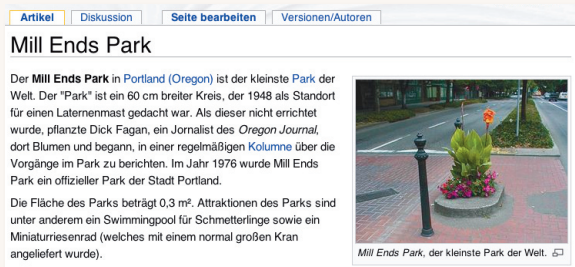 Artikel Diskussion Seite bearbeiten Versionen/Autoren
Mill Ends Park
Der Mill Ends Park in Portland (Oregon) ist der kleinste Park der
Welt. Der "Park" ist ein 60 cm breiter Kreis, der 1948 als Standort
für einen Laternenmast gedacht war. Als dieser nicht errichtet
wurde, pflanzte Dick Fagan, ein Jornalist des Oregon Journal,
dort Blumen und begann, in einer regelmäßigen Kolumne über die
Vorgänge im Park zu berichten. Im Jahr 1976 wurde Mill Ends
Park ein offizieller Park der Stadt Portland.
Die Fläche des Parks beträgt 0,3 m². Attraktionen des Parks sind
unter anderem ein Swimmingpool für Schmetterlinge sowie ein
Miniaturriesenrad (welches mit einem normal großen Kran
angeliefert wurde).
Mill Ends Park, der kleinste Park der Welt.